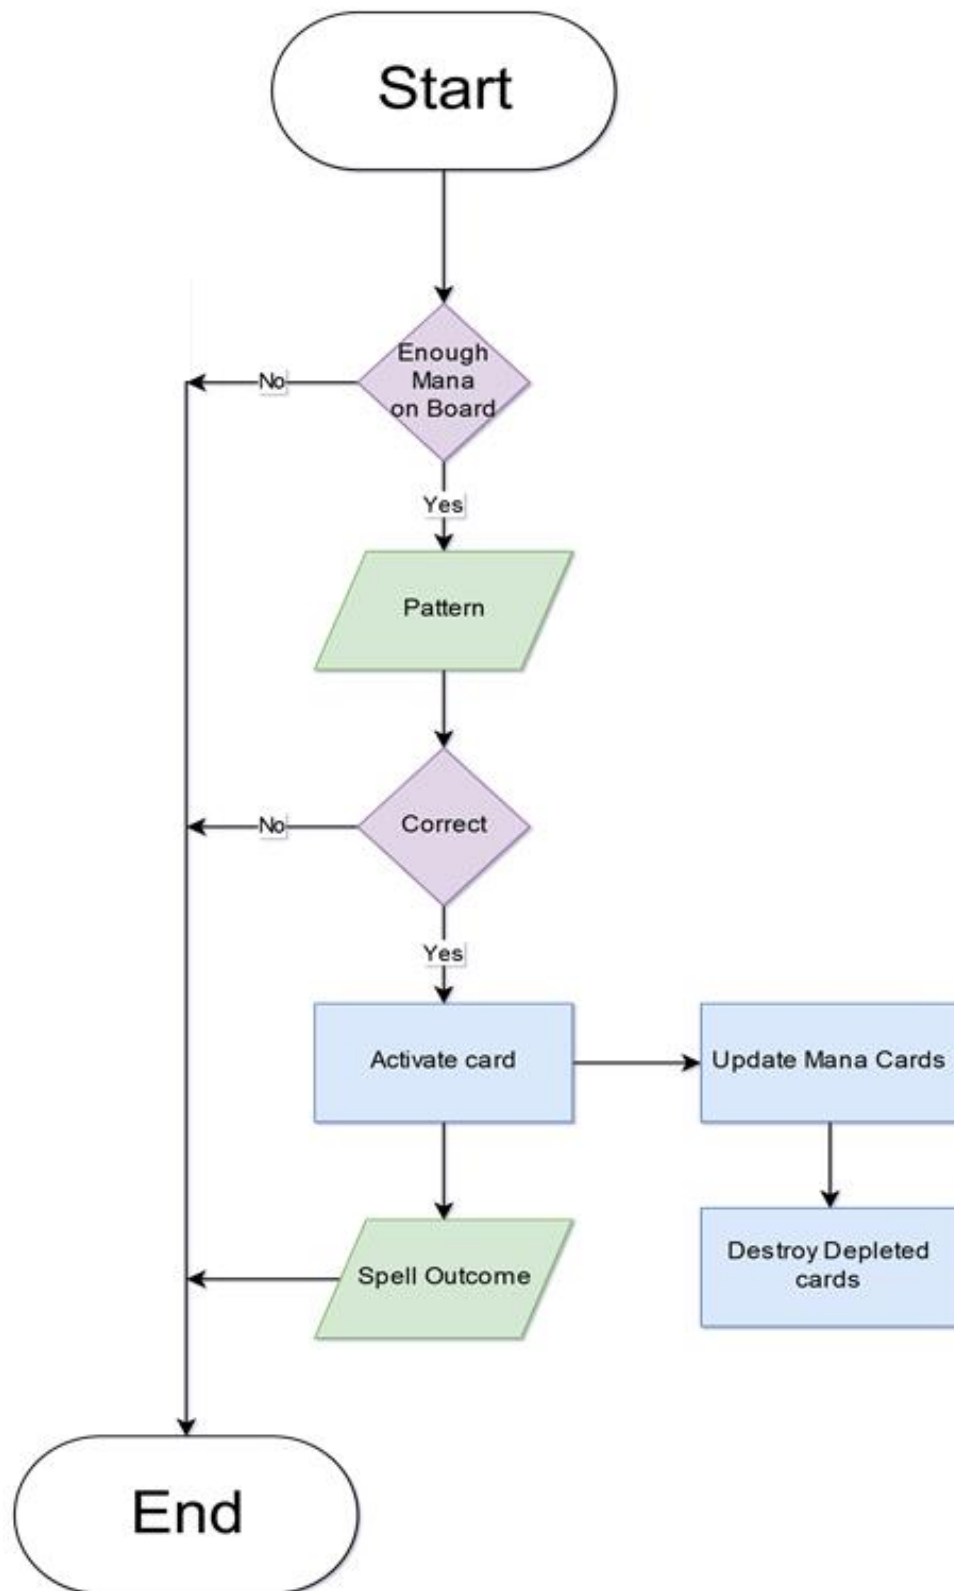 Start
Enough
Mana
on Board
No
Yes
Pattern
Correct
No
Yes
Activate card
Update Mana Cards
Spell Outcome
Destroy Depleted
cards
End